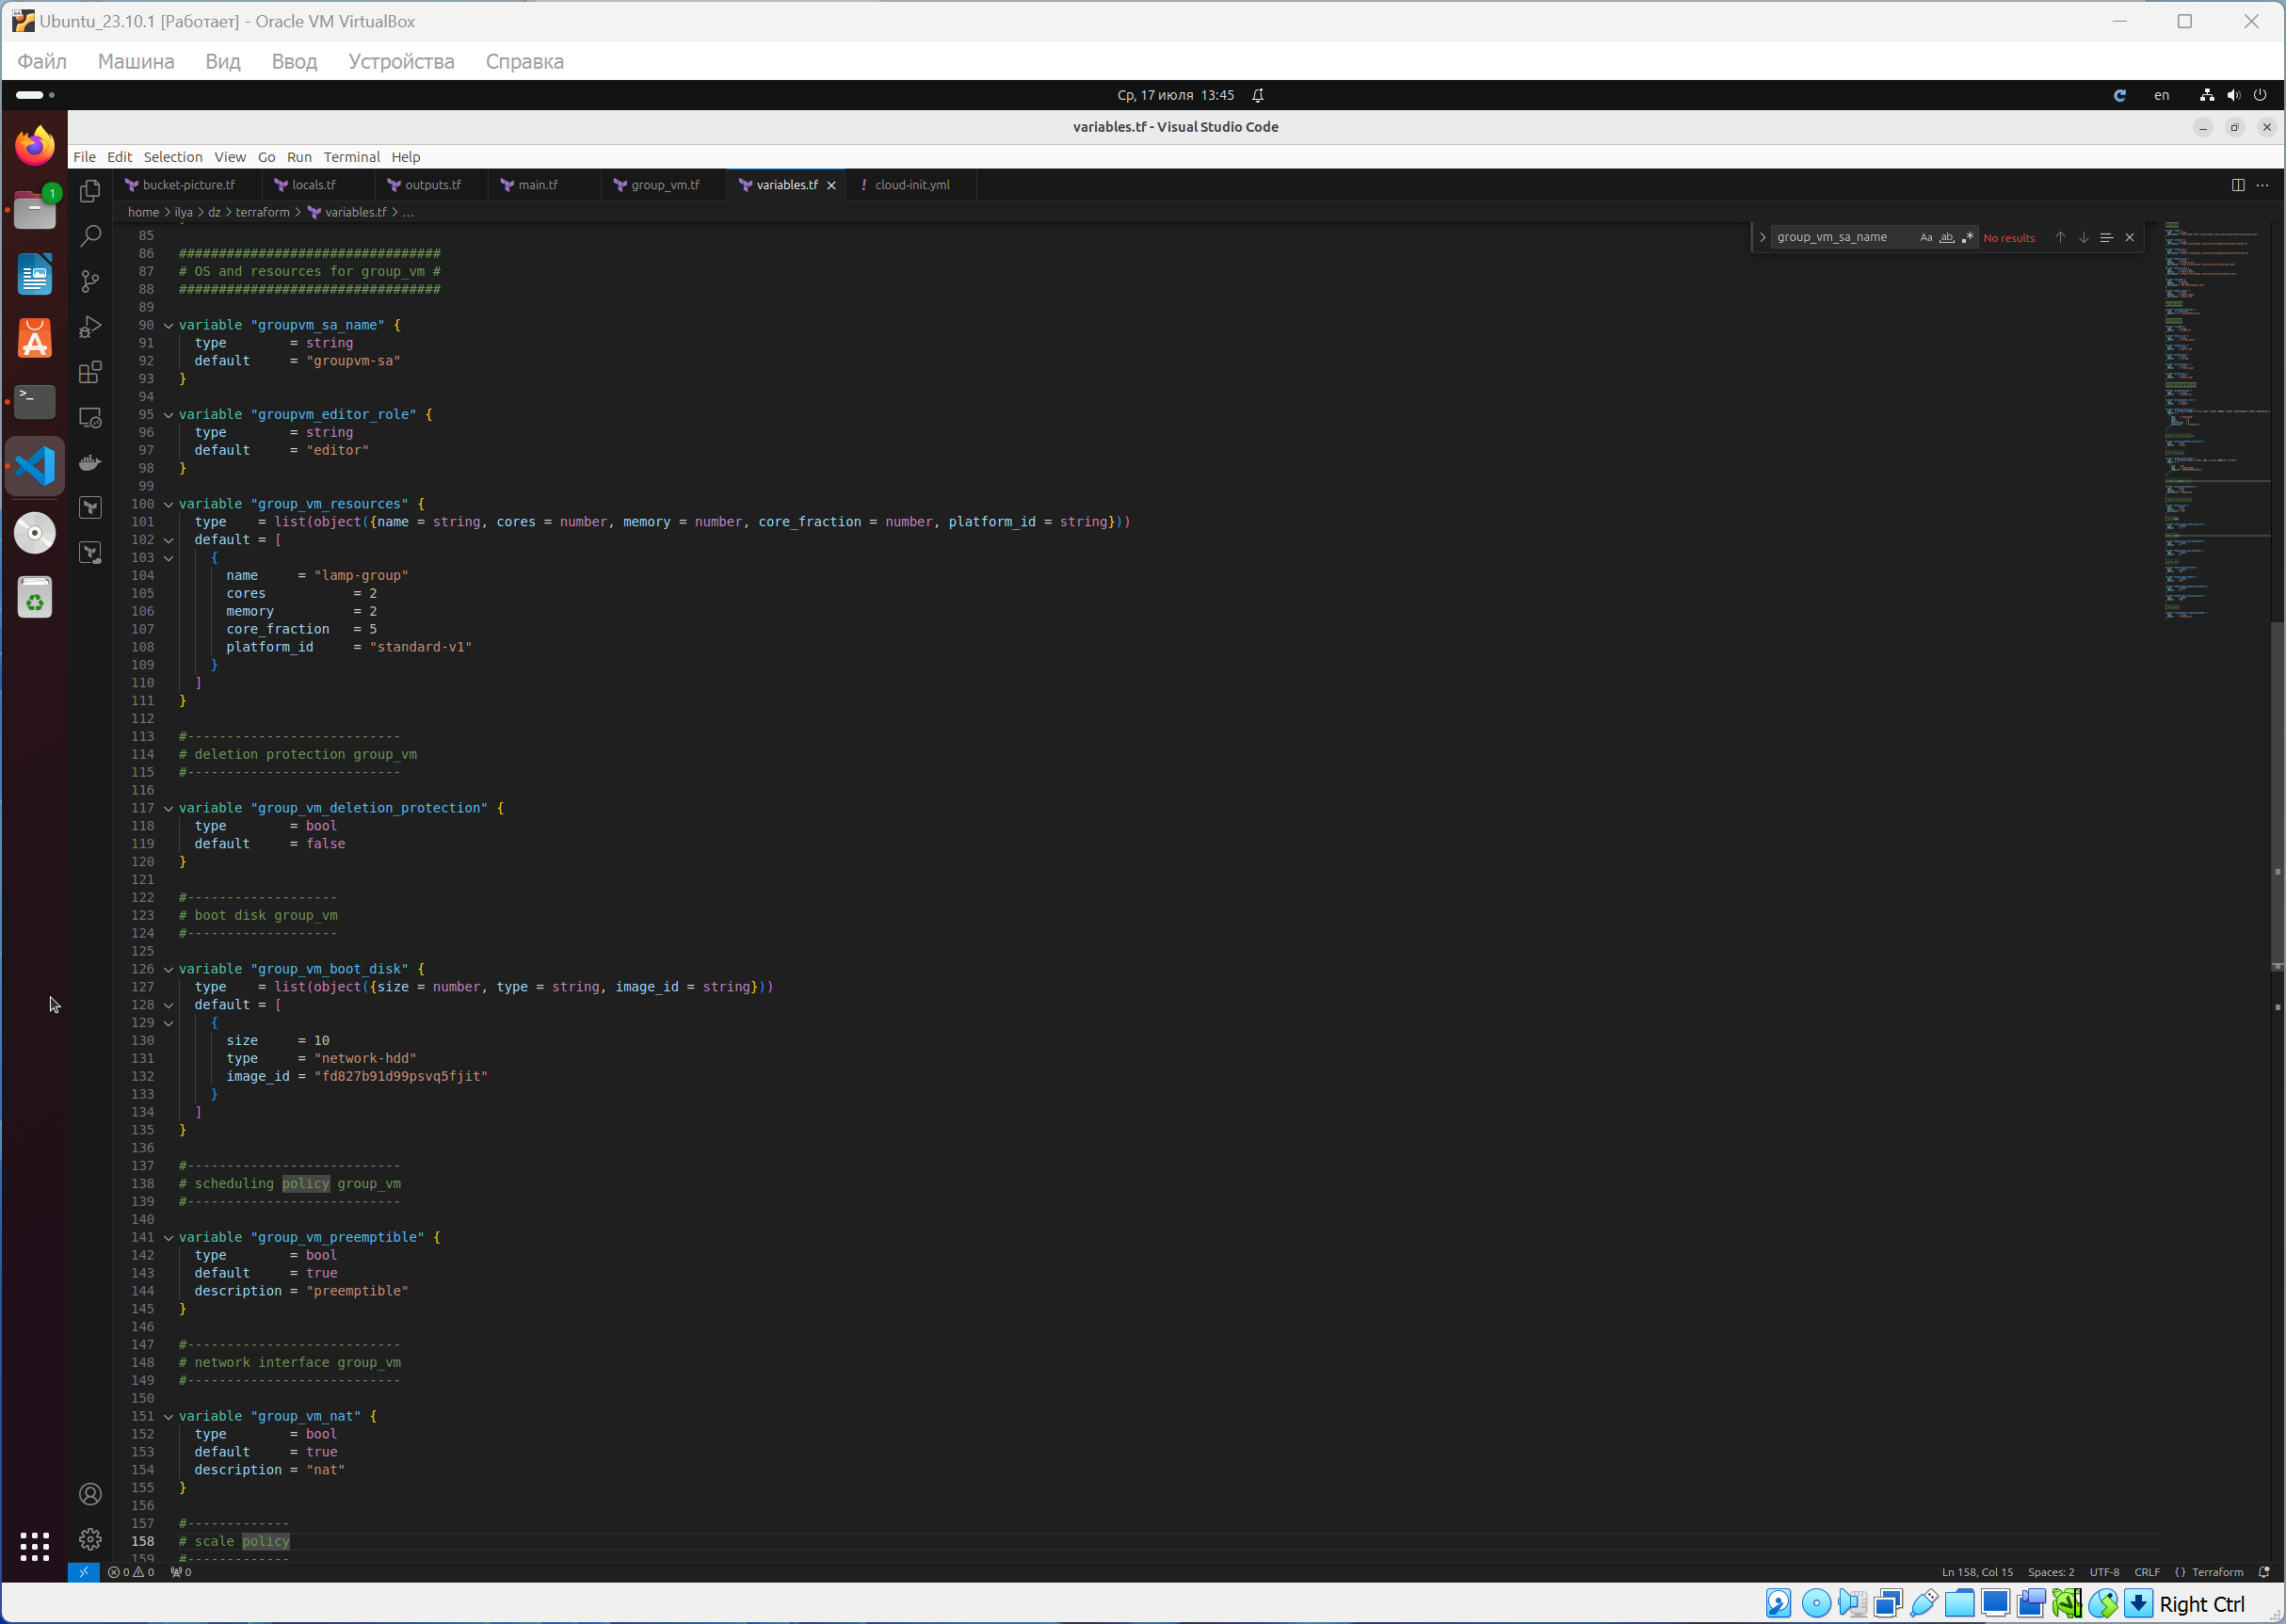 Ubuntu_23.10.1 [Работает] - Oracle VM VirtualBox
Файл Машина Вид Ввод Устройства Справка
Ср, 17 июля 13:45
en
variables.tf - Visual Studio Code
File Edit Selection View Go Run Terminal Help
1
bucket-picture.tf locals.tf outputs.tf main.tf group_vm.tf variables.tf cloud-init.yml
home > ilya > dz > terraform > variables.tf > ...
group_vm_sa_name Aa ab No results
85
86 #################################
87 # OS and resources for group_vm #
88 #################################
89
90 variable "groupvm_sa_name" {
91 type = string
92 default = "groupvm-sa"
93 }
94
95 variable "groupvm_editor_role" {
96 type = string
97 default = "editor"
98 }
99
100 variable "group_vm_resources" {
101 type = list(object({name = string, cores = number, memory = number, core_fraction = number, platform_id = string}))
102 default = [
103 {
104 name = "lamp-group"
105 cores = 2
106 memory = 2
107 core_fraction = 5
108 platform_id = "standard-v1"
109 }
110 ]
111 }
112
113 #---------------------------
114 # deletion protection group_vm
115 #---------------------------
116
117 variable "group_vm_deletion_protection" {
118 type = bool
119 default = false
120 }
121
122 #-------------------
123 # boot disk group_vm
124 #-------------------
125
126 variable "group_vm_boot_disk" {
127 type = list(object({size = number, type = string, image_id = string}))
128 default = [
129 {
130 size = 10
131 type = "network-hdd"
132 image_id = "fd827b91d99psvq5fjit"
133 }
134 ]
135 }
136
137 #---------------------------
138 # scheduling policy group_vm
139 #---------------------------
140
141 variable "group_vm_preemptible" {
142 type = bool
143 default = true
144 description = "preemptible"
145 }
146
147 #---------------------------
148 # network interface group_vm
149 #---------------------------
150
151 variable "group_vm_nat" {
152 type = bool
153 default = true
154 description = "nat"
155 }
156
157 #-------------
158 # scale policy
159 #-------------
0 0 0 Ln 158, Col 15 Spaces: 2 UTF-8 CRLF {} Terraform
Right Ctrl